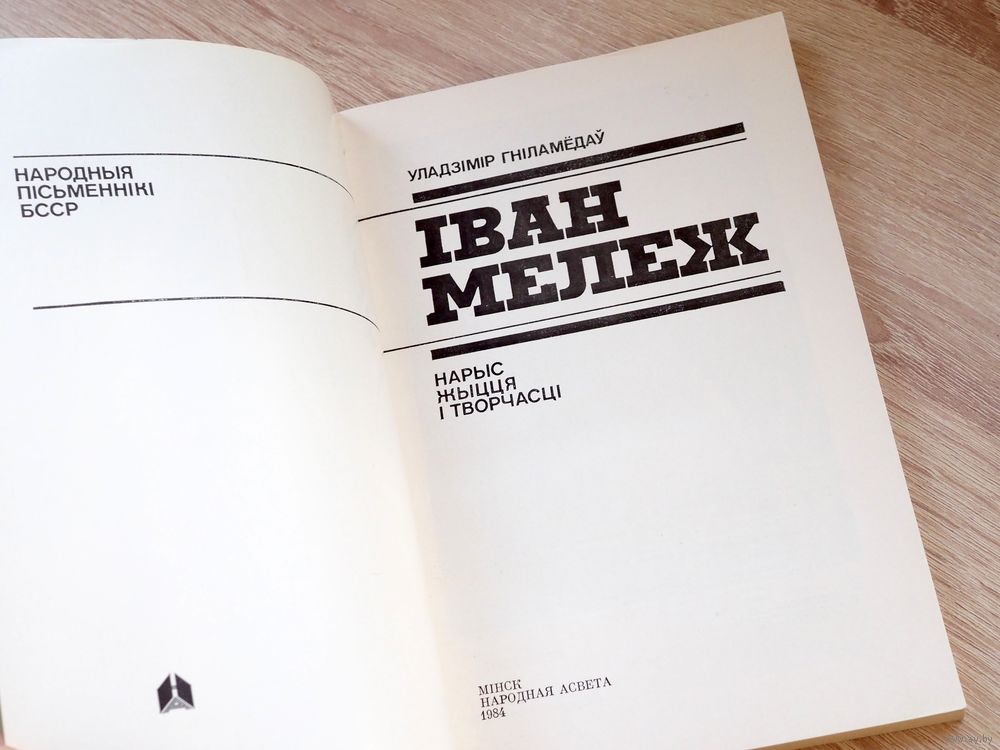 НАРОДНЫЯ
ПІСЬМЕННІКІ
БССР
УЛАДЗІМІР ГНІЛАМЁДАЎ
ІВАН
МЕЛЕЖ
НАРЫС
ЖЫЦЦЯ
І ТВОРЧАСЦІ
МІНСК
НАРОДНАЯ АСВЕТА
1984